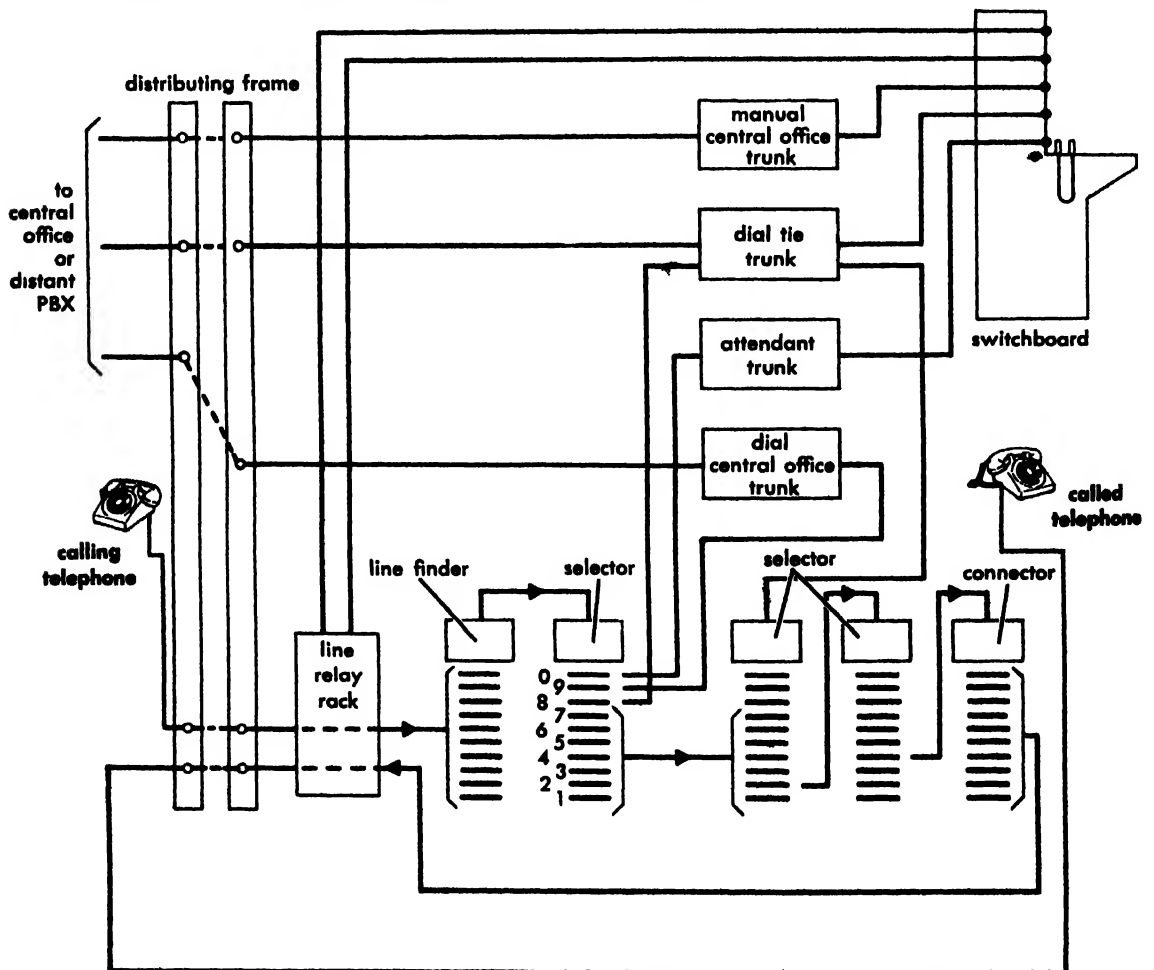 distributing frame
manual
central office
trunk
to
central
office
or
distant
PBX
dial tie
trunk
attendant
trunk
switchboard
dial
central office
trunk
calling
telephone
called
telephone
line finder
selector
selector
connector
line
relay
rack
0
9
8
7
6
5
4
3
2
1